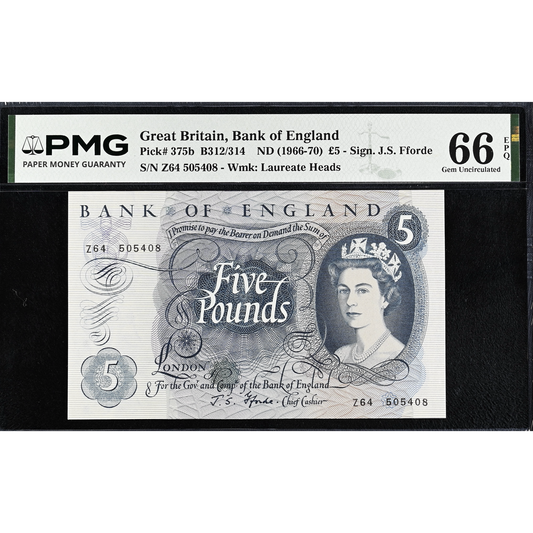 PMG
PAPER MONEY GUARANTY
Great Britain, Bank of England
Pick# 375b B312/314 ND (1966-70) £5 - Sign. J.S. Fforde
S/N Z64 505408 - Wmk: Laureate Heads
66 EPQ
Gem Uncirculated
BANK OF ENGLAND
I Promise to pay the Bearer on Demand the Sum of
5
Z64 505408
Five
Pounds
London
For the Govr and Compa of the Bank of England
5
J. S. Fforde Chief Cashier
Z64 505408